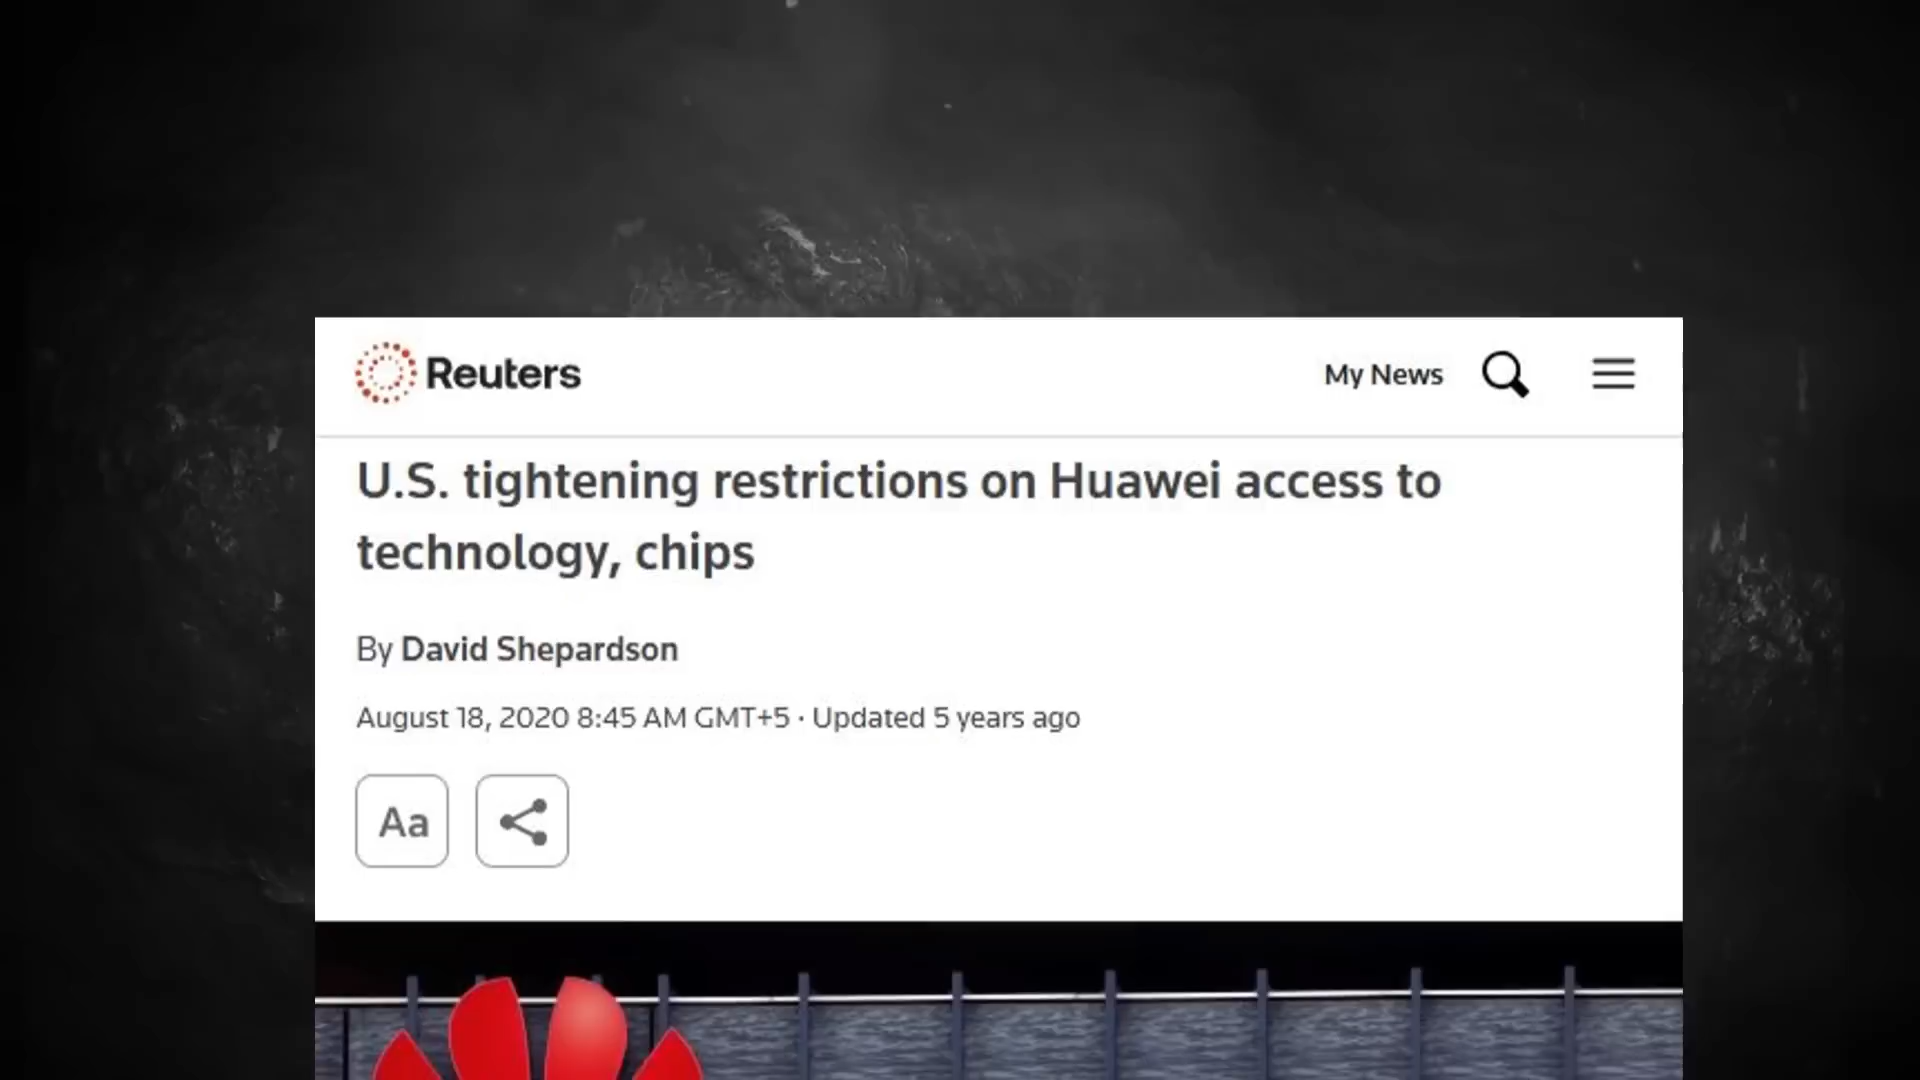 Reuters
My News
U.S. tightening restrictions on Huawei access to
technology, chips
By David Shepardson
August 18, 2020 8:45 AM GMT+5 · Updated 5 years ago
Aa